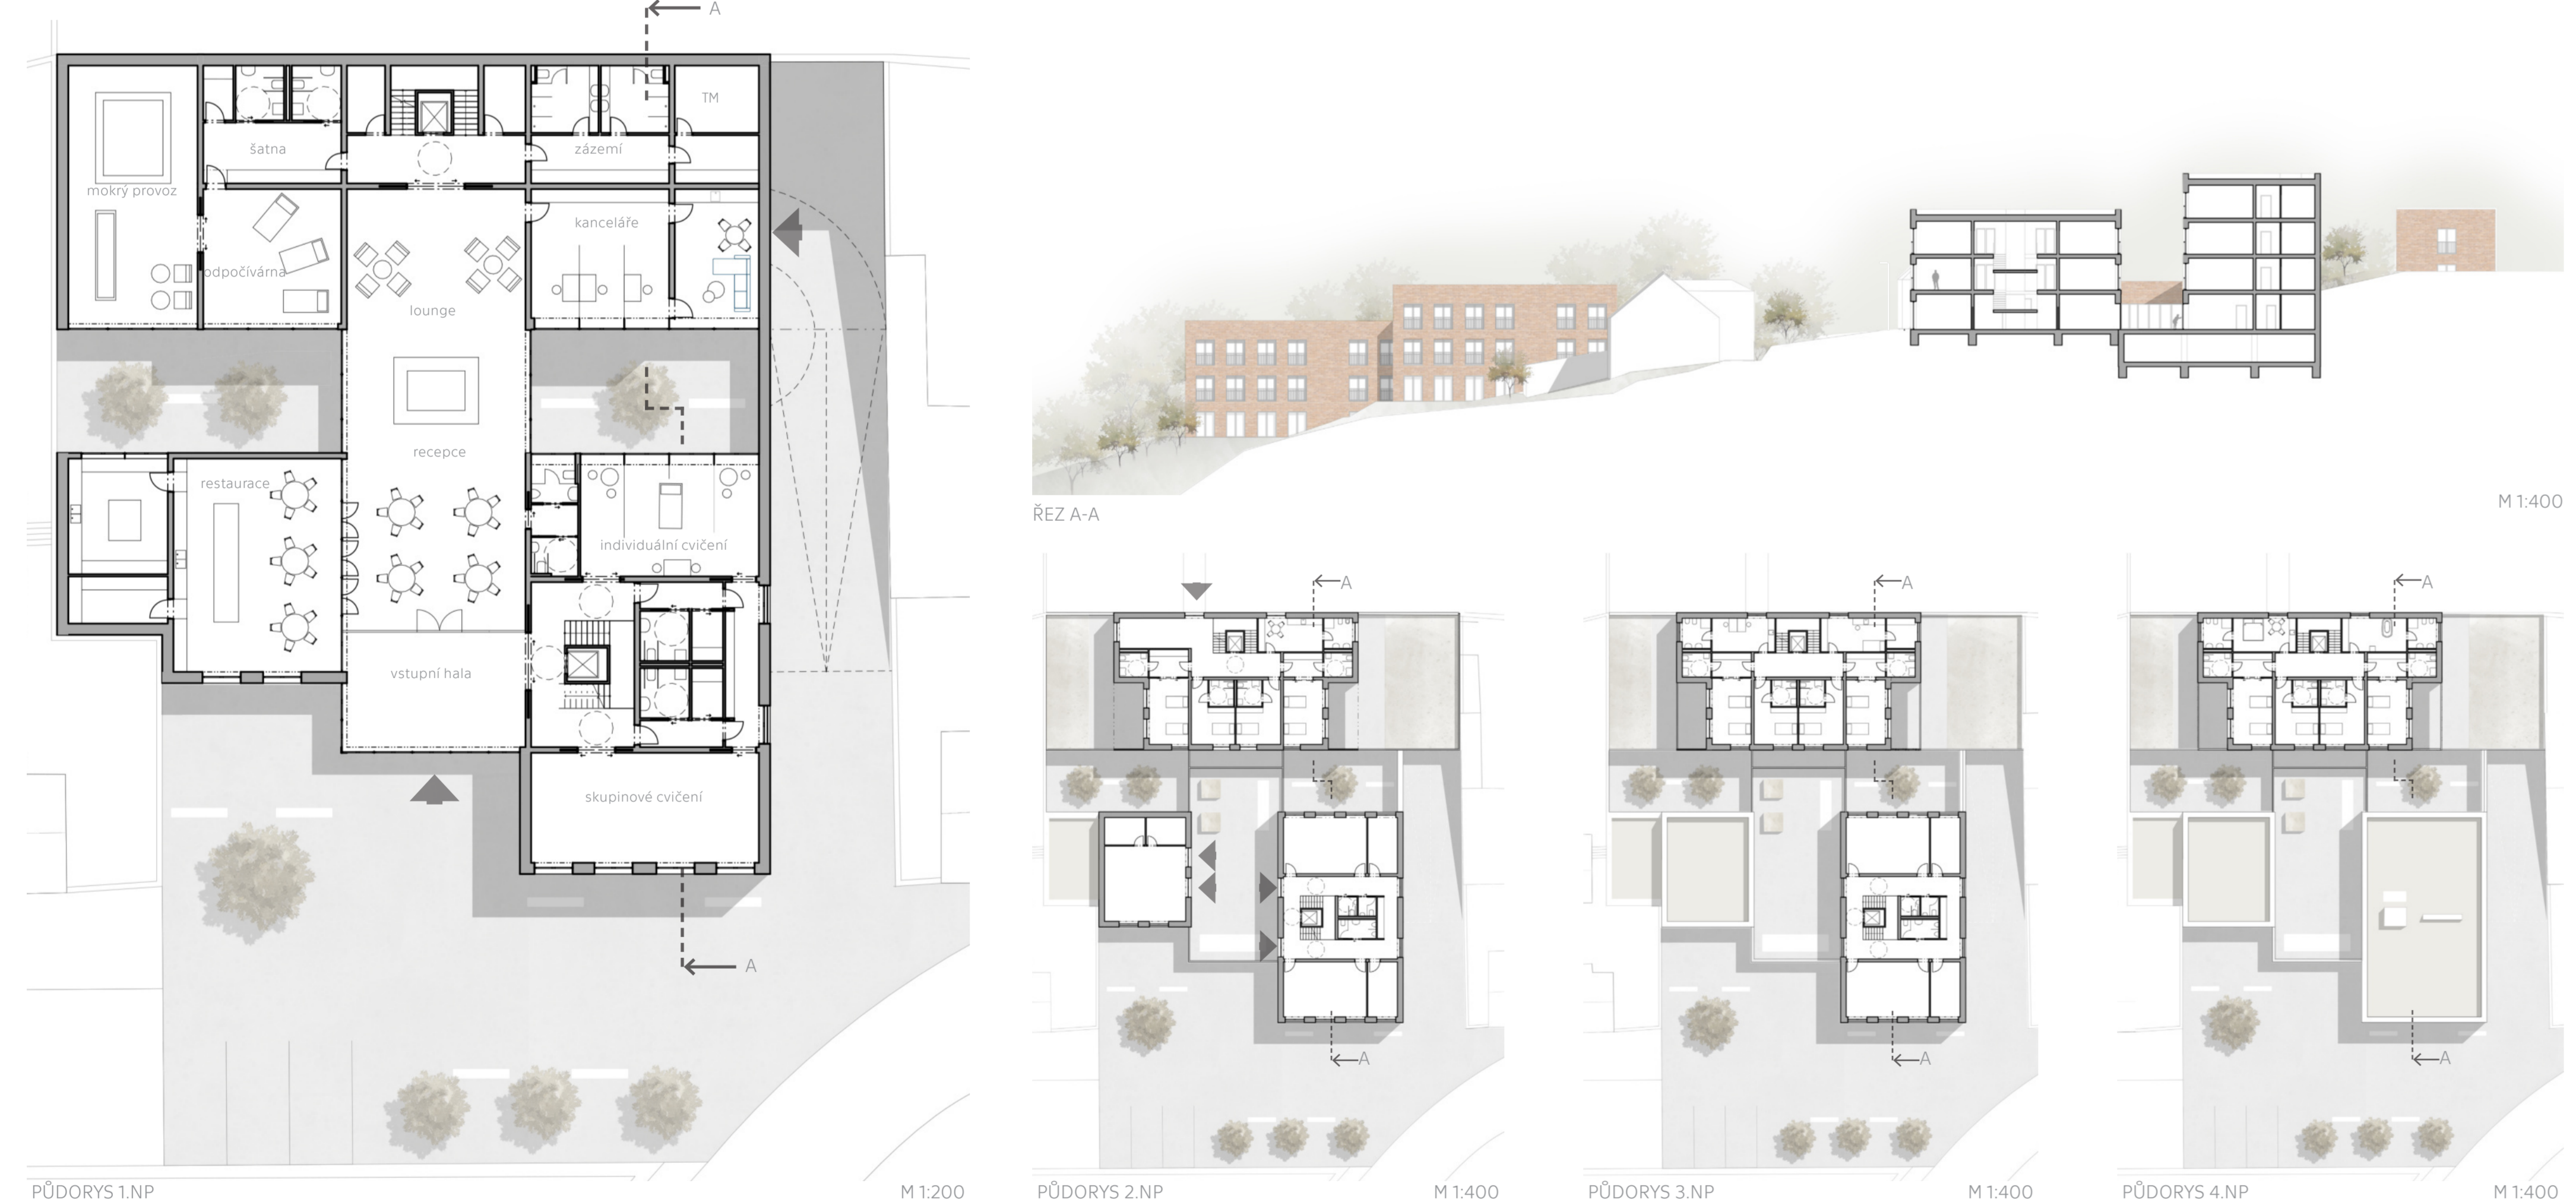 A
TM
šatna
zázemí
mokrý provoz
kanceláře
odpočívárna
lounge
recepce
restaurace
individuální cvičení
vstupní hala
skupinové cvičení
A
PŮDORYS 1.NP
M 1:200
ŘEZ A-A
M 1:400
A
A
PŮDORYS 2.NP
M 1:400
A
A
PŮDORYS 3.NP
M 1:400
A
A
PŮDORYS 4.NP
M 1:400